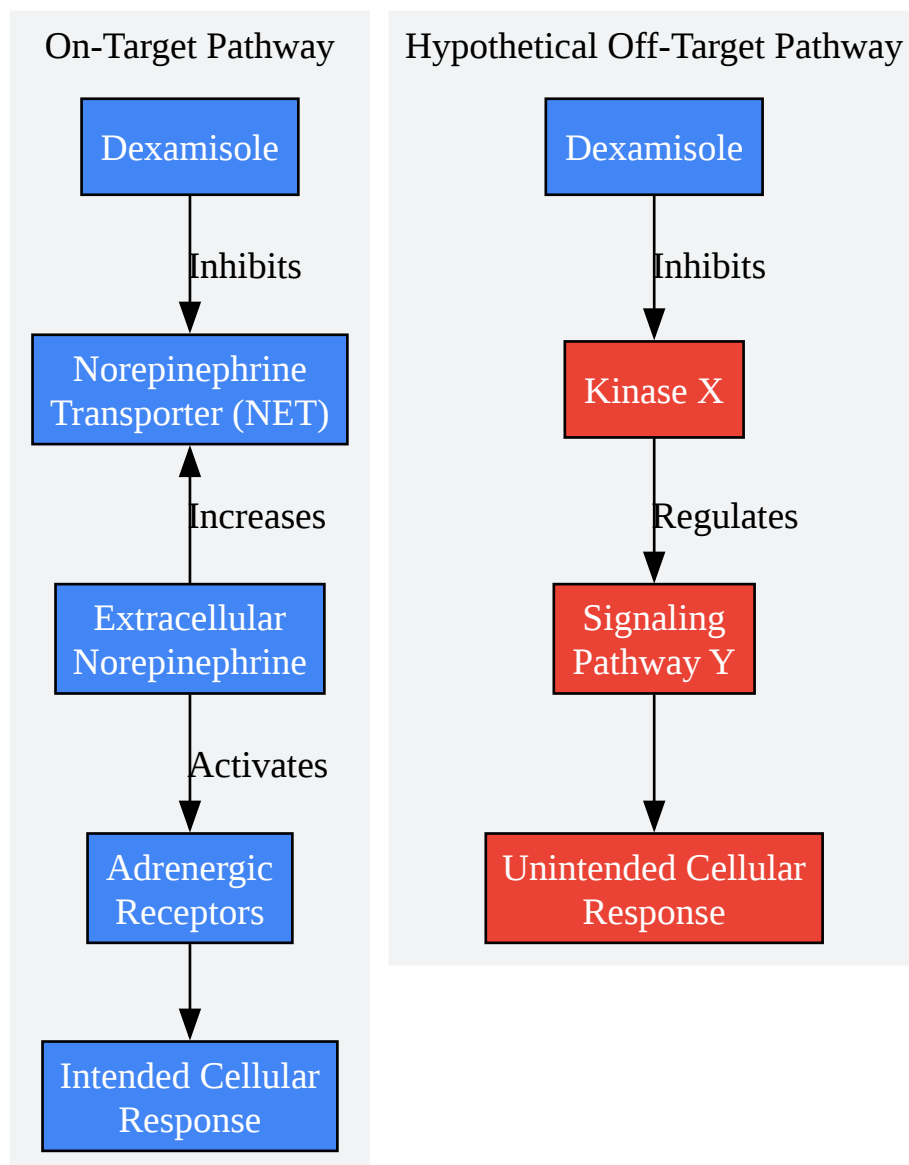 On-Target Pathway
Dexamisole
Inhibits
Norepinephrine
Transporter (NET)
Increases
Extracellular
Norepinephrine
Activates
Adrenergic
Receptors
Intended Cellular
Response
Hypothetical Off-Target Pathway
Dexamisole
Inhibits
Kinase X
Regulates
Signaling
Pathway Y
Unintended Cellular
Response